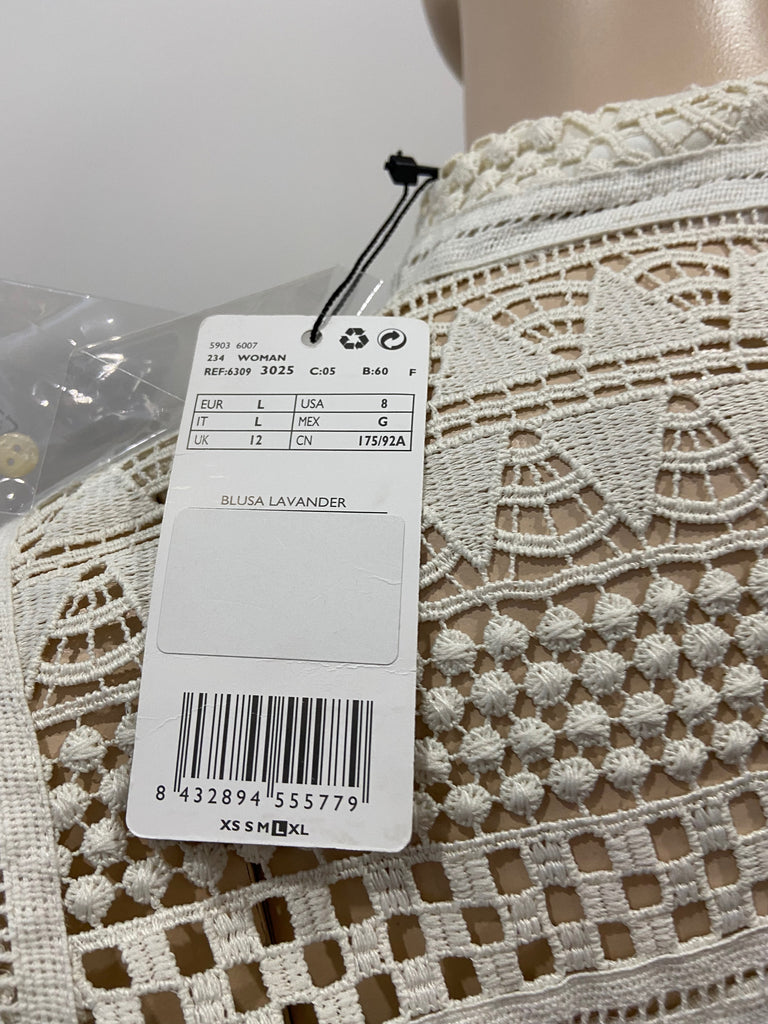 5903 6007
234 WOMAN
REF:6309 3025 C:05 B:60 F
EUR L USA 8
IT L MEX G
UK 12 CN 175/92A
BLUSA LAVANDER
8 432894 555779
XS S M L XL